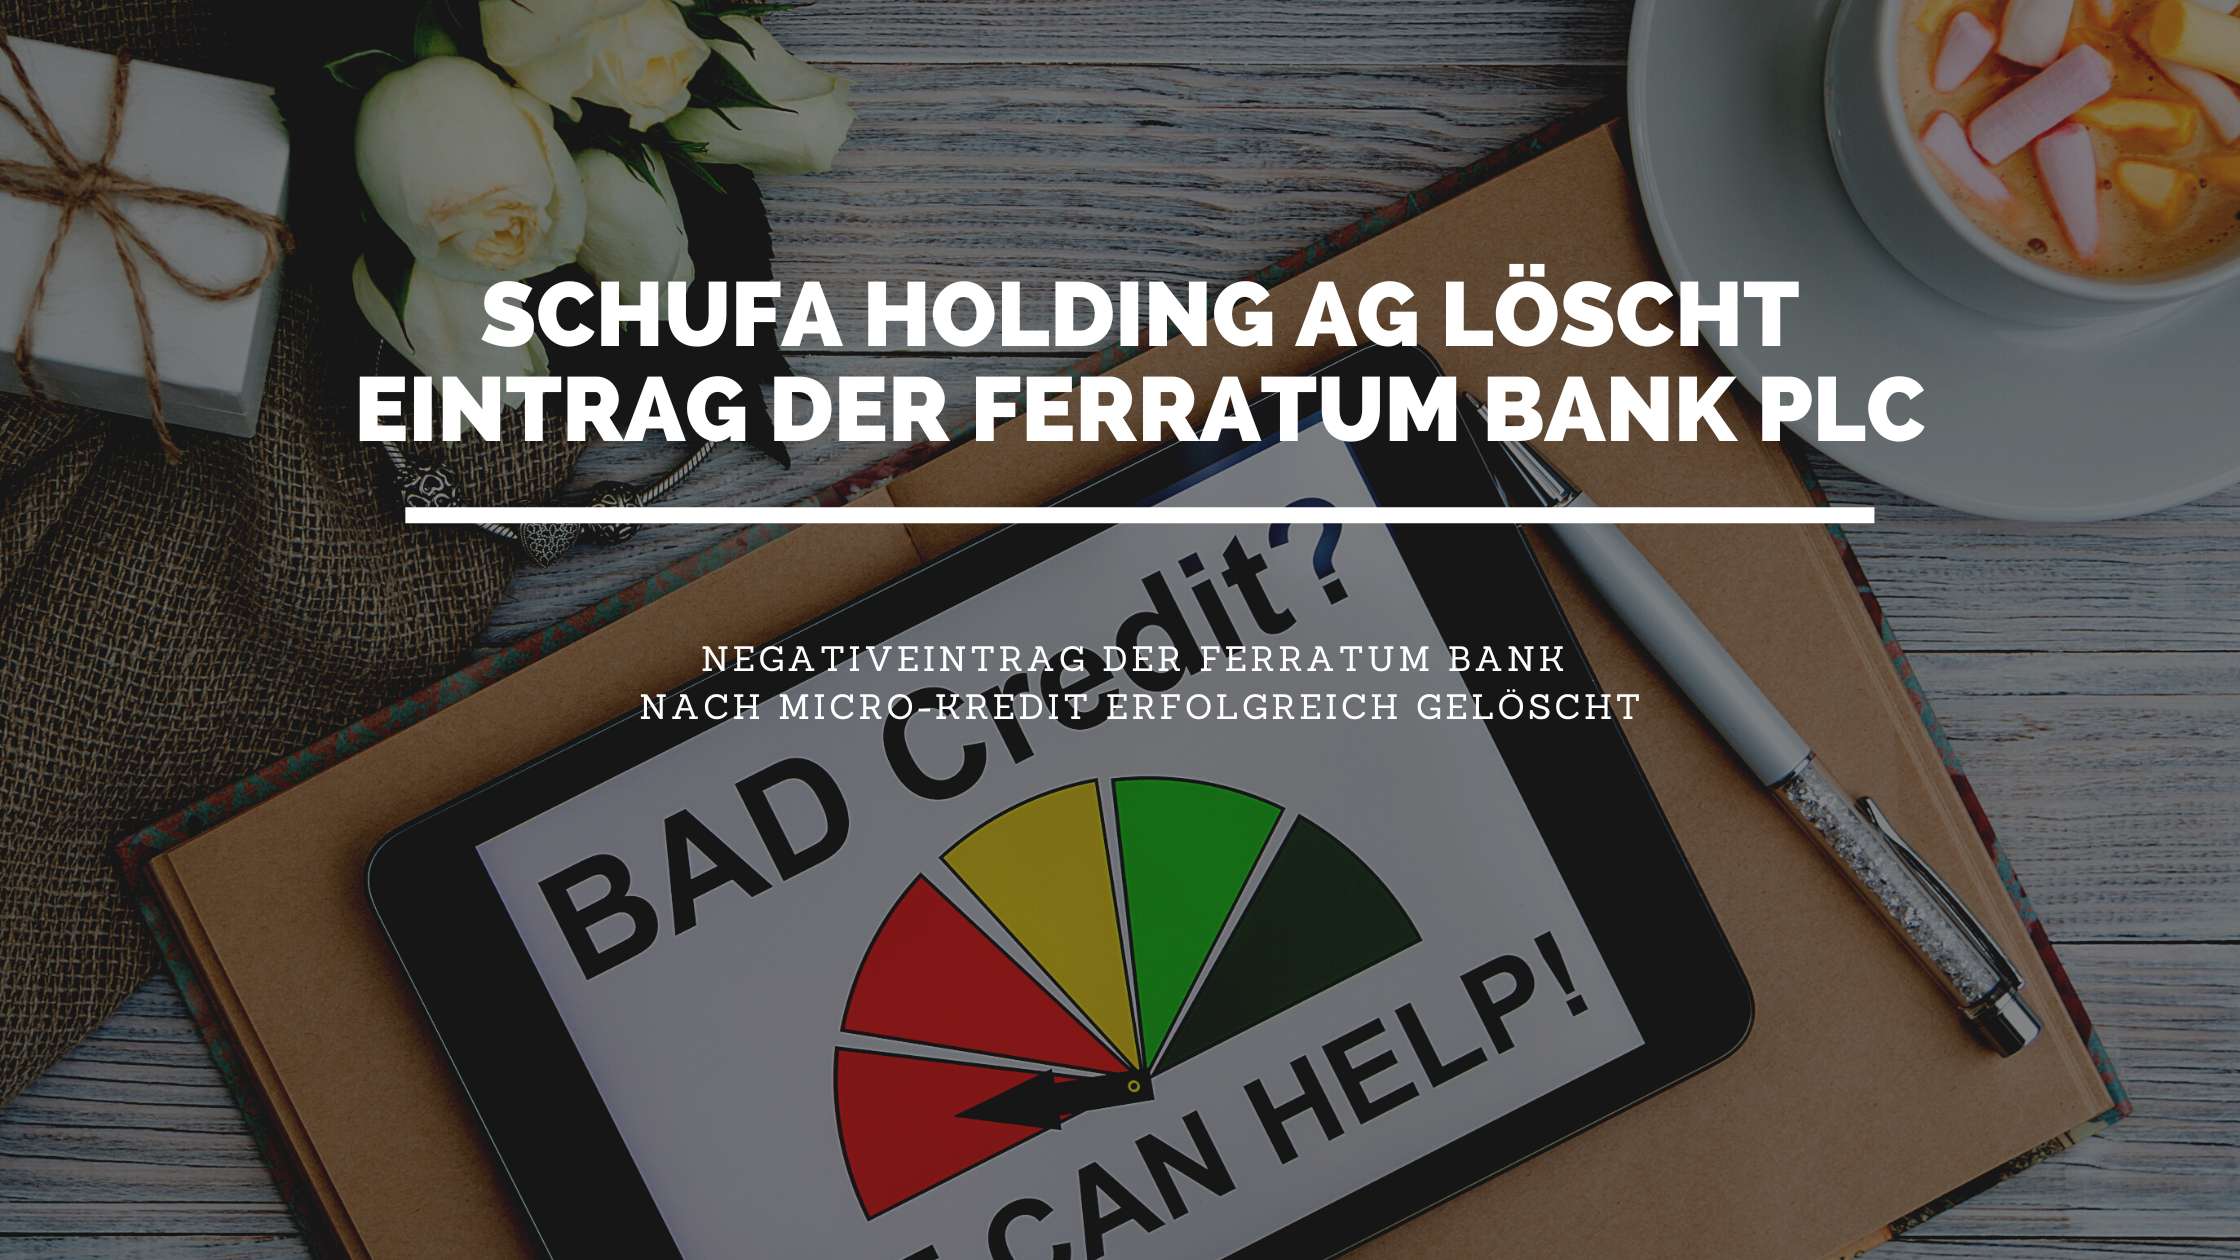 SCHUFA HOLDING AG LÖSCHT
EINTRAG DER FERRATUM BANK PLC
NEGATIVEINTRAG DER FERRATUM BANK
NACH MICRO-KREDIT ERFOLGREICH GELÖSCHT
BAD Credit?
CAN HELP!